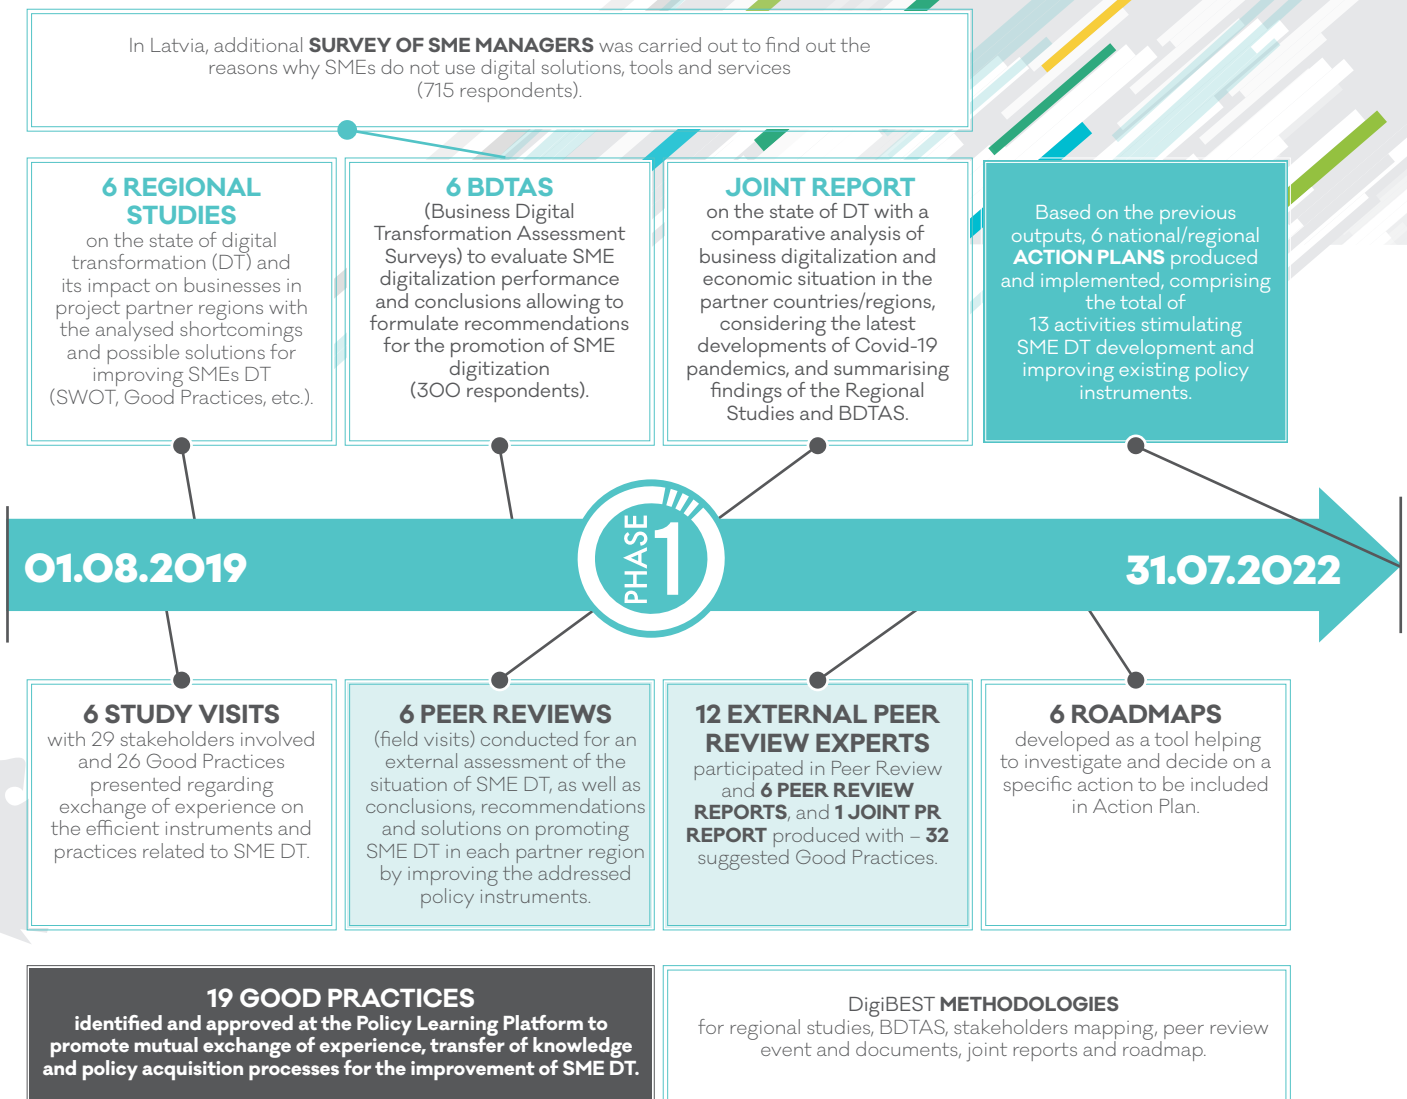 In Latvia, additional SURVEY OF SME MANAGERS was carried out to find out the
reasons why SMEs do not use digital solutions, tools and services
(715 respondents).
6 REGIONAL
STUDIES
on the state of digital
transformation (DT) and
its impact on businesses in
project partner regions with
the analysed shortcomings
and possible solutions for
improving SMEs DT
(SWOT, Good Practices, etc.).
6 BDTAS
(Business Digital
Transformation Assessment
Surveys) to evaluate SME
digitalization performance
and conclusions allowing to
formulate recommendations
for the promotion of SME
digitization
(300 respondents).
JOINT REPORT
on the state of DT with a
comparative analysis of
business digitalization and
economic situation in the
partner countries/regions,
considering the latest
developments of Covid-19
pandemics, and summarising
findings of the Regional
Studies and BDTAS.
Based on the previous
outputs, 6 national/regional
ACTION PLANS produced
and implemented, comprising
the total of
13 activities stimulating
SME DT development and
improving existing policy
instruments.
01.08.2019
PHASE 1
31.07.2022
6 STUDY VISITS
with 29 stakeholders involved
and 26 Good Practices
presented regarding
exchange of experience on
the efficient instruments and
practices related to SME DT.
6 PEER REVIEWS
(field visits) conducted for an
external assessment of the
situation of SME DT, as well as
conclusions, recommendations
and solutions on promoting
SME DT in each partner region
by improving the addressed
policy instruments.
12 EXTERNAL PEER
REVIEW EXPERTS
participated in Peer Review
and 6 PEER REVIEW
REPORTS, and 1 JOINT PR
REPORT produced with – 32
suggested Good Practices.
6 ROADMAPS
developed as a tool helping
to investigate and decide on a
specific action to be included
in Action Plan.
19 GOOD PRACTICES
identified and approved at the Policy Learning Platform to
promote mutual exchange of experience, transfer of knowledge
and policy acquisition processes for the improvement of SME DT.
DigiBEST METHODOLOGIES
for regional studies, BDTAS, stakeholders mapping, peer review
event and documents, joint reports and roadmap.